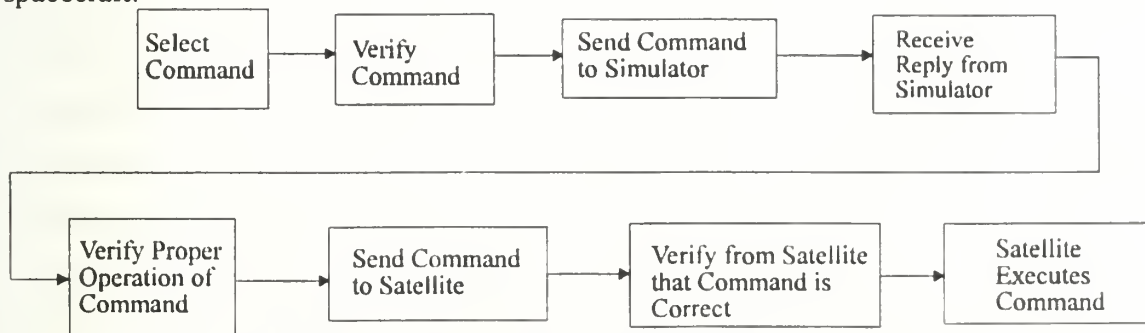 spacecraft.
Select
Command
Verify
Command
Send Command
to Simulator
Receive
Reply from
Simulator
Verify Proper
Operation of
Command
Send Command
to Satellite
Verify from Satellite
that Command is
Correct
Satellite
Executes
Command